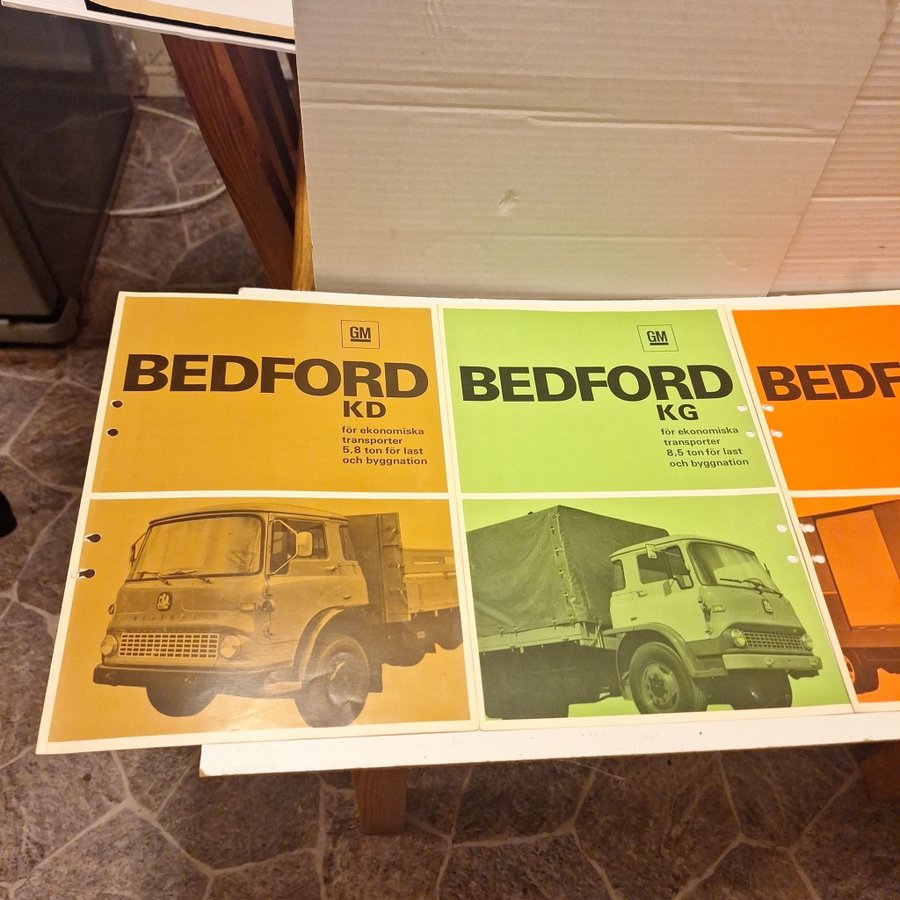 GM
BEDFORD
KD
för ekonomiska
transporter
5,8 ton för last
och byggnation
BEDFORD
GM
BEDFORD
KG
för ekonomiska
transporter
8,5 ton för last
och byggnation
BEDF